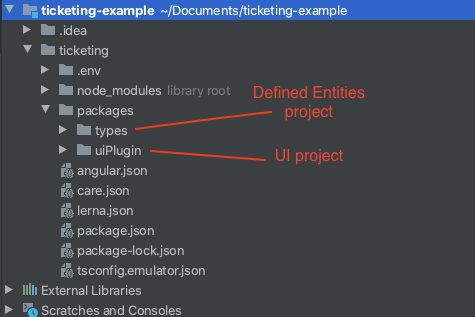 ticketing-example ~/Documents/ticketing-example
.idea
ticketing
.env
node_modules library root
Defined Entities
project
packages
types
uiPlugin
UI project
angular.json
care.json
lerna.json
package.json
package-lock.json
tsconfig.emulator.json
External Libraries
Scratches and Consoles